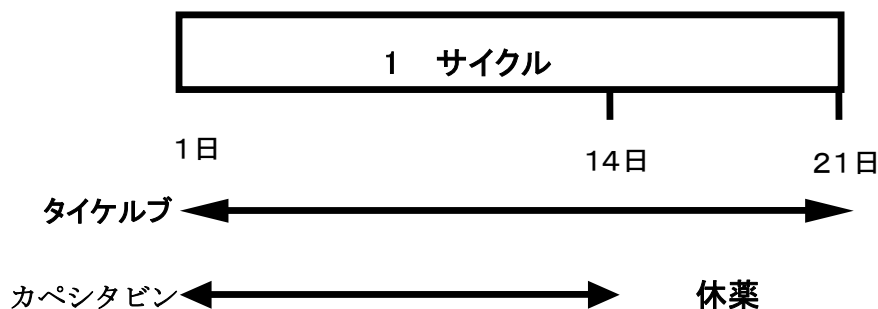 1 サイクル
1日
14日
21日
タイケルブ
カペシタビン
休薬